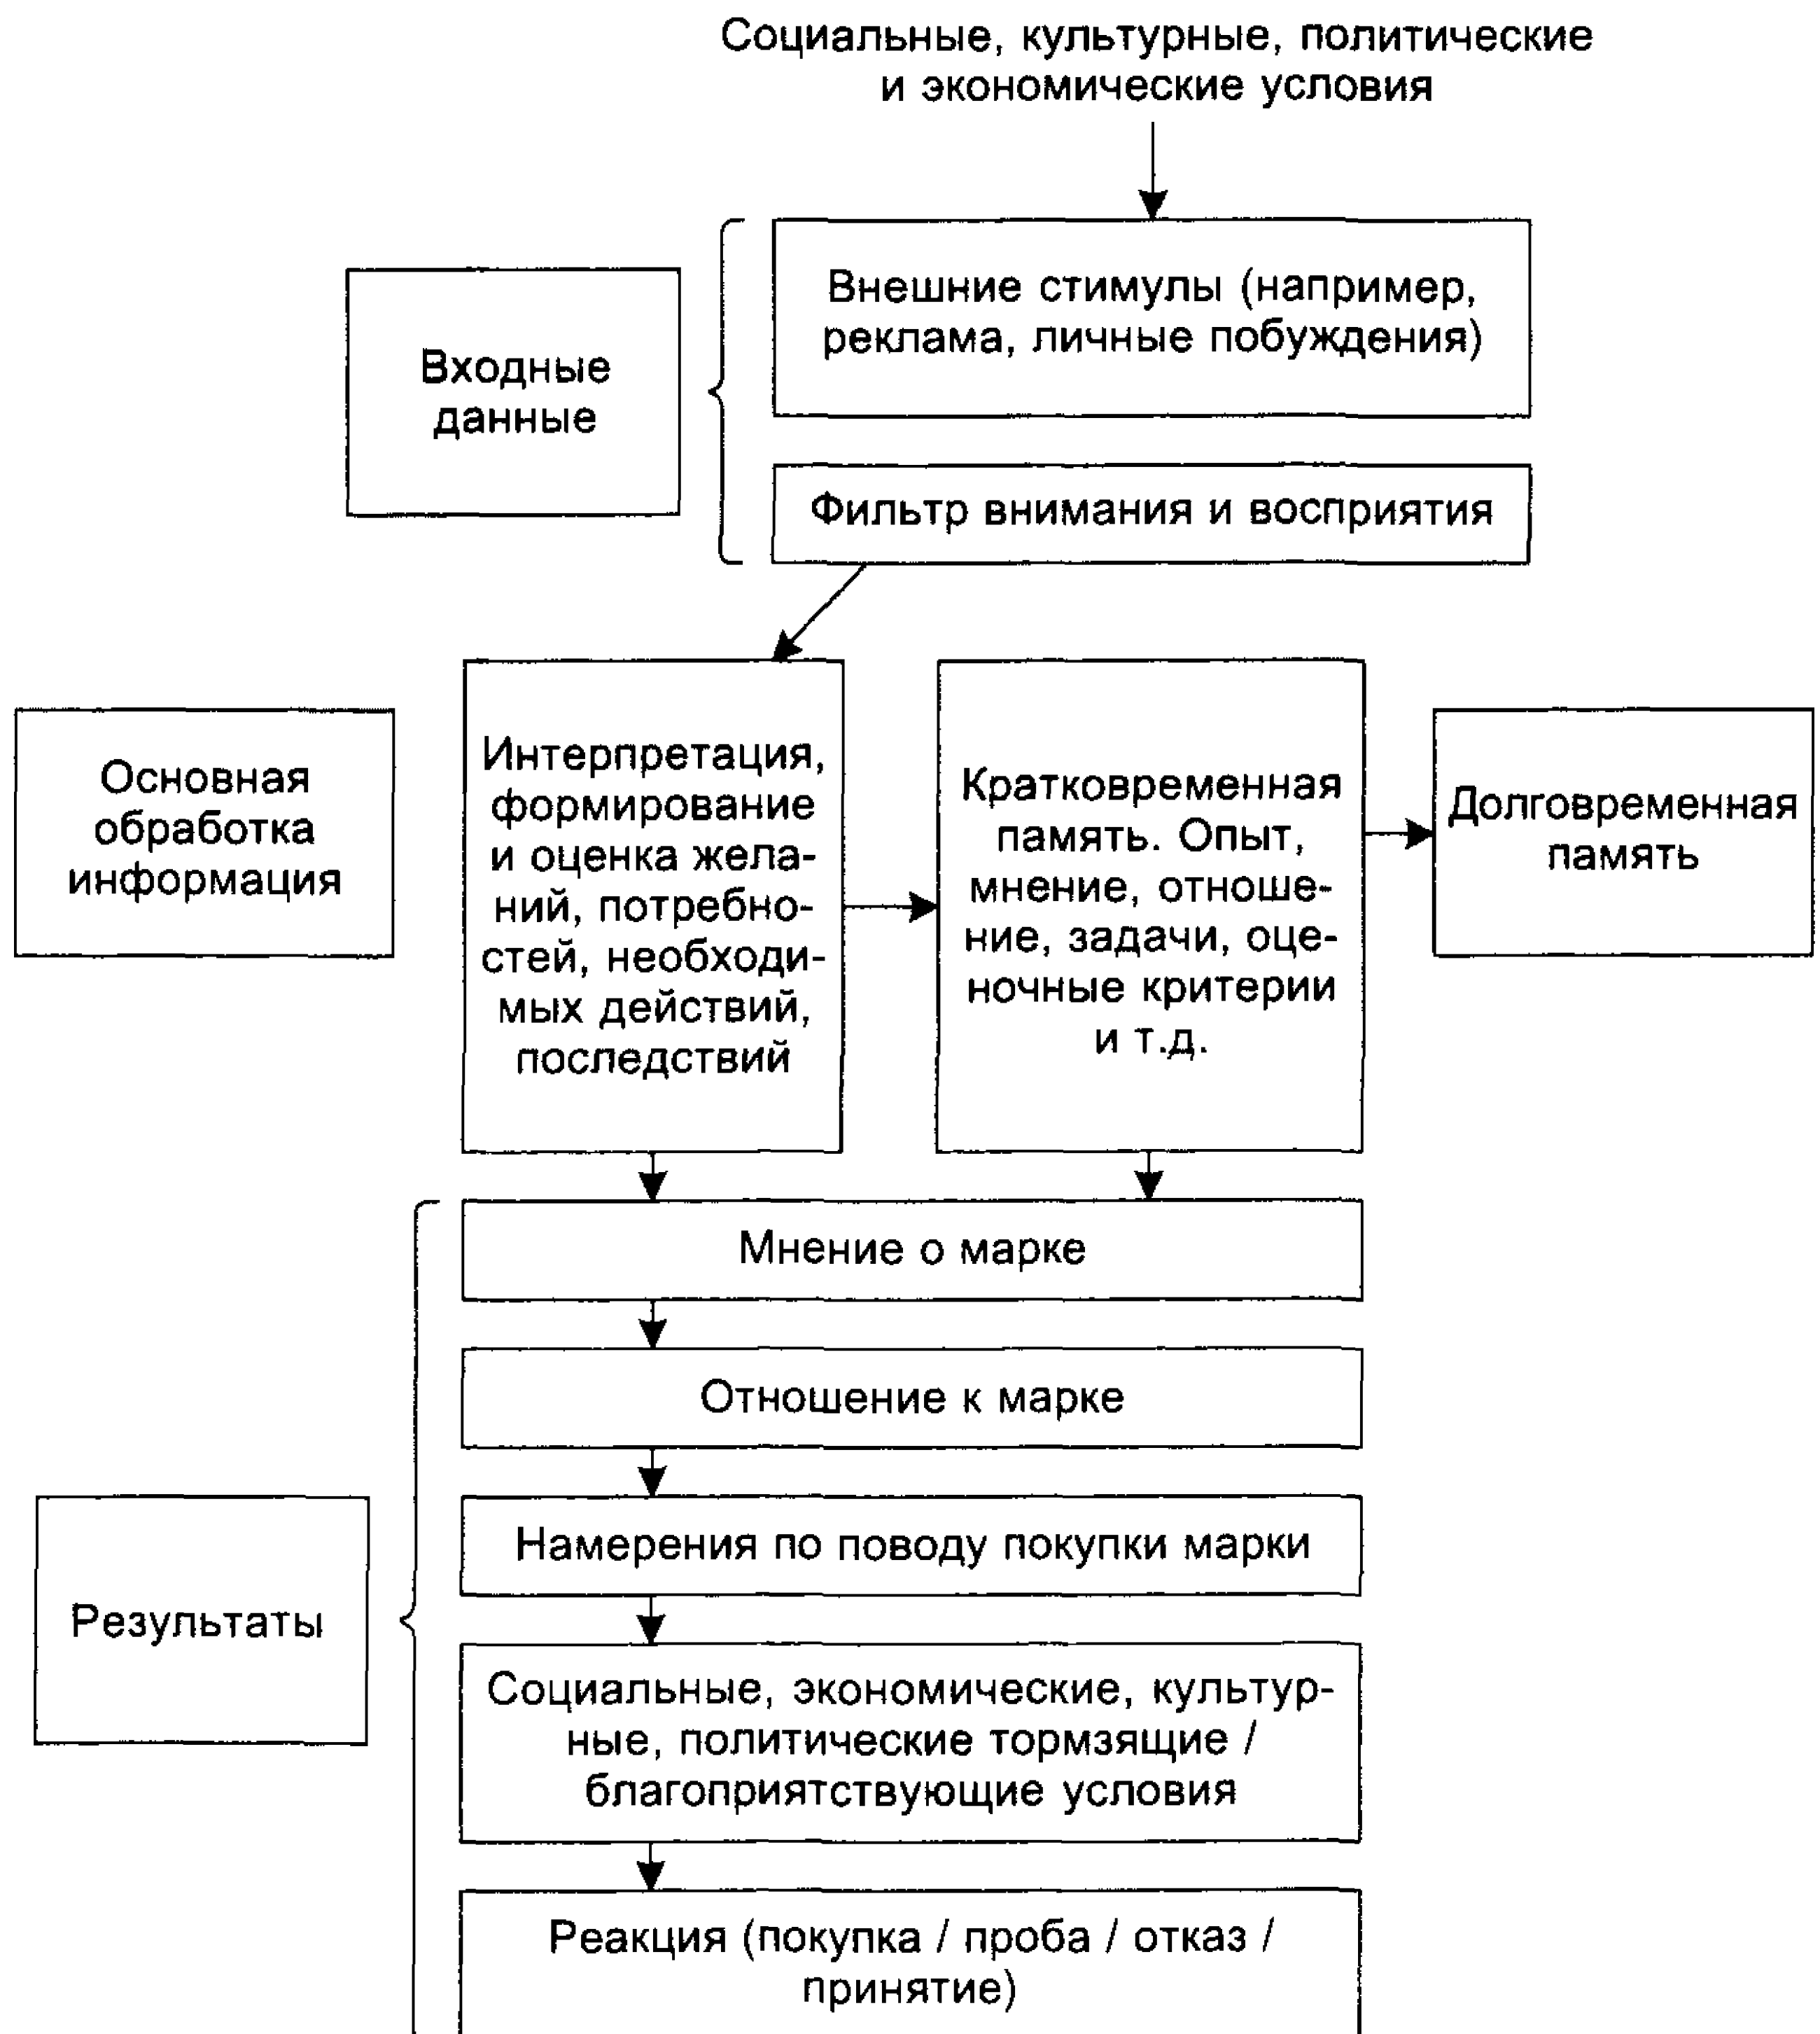 Социальные, культурные, политические
и экономические условия
Входные
данные
Внешние стимулы (например,
реклама, личные побуждения)
Фильтр внимания и восприятия
Основная
обработка
информация
Интерпретация,
формирование
и оценка жела-
ний, потребно-
стей, необходи-
мых действий,
последствий
Кратковременная
память. Опыт,
мнение, отноше-
ние, задачи, оце-
ночные критерии
и т.д.
Долговременная
память
Результаты
Мнение о марке
Отношение к марке
Намерения по поводу покупки марки
Социальные, экономические, культур-
ные, политические тормзящие /
благоприятствующие условия
Реакция (покупка / проба / отказ /
принятие)